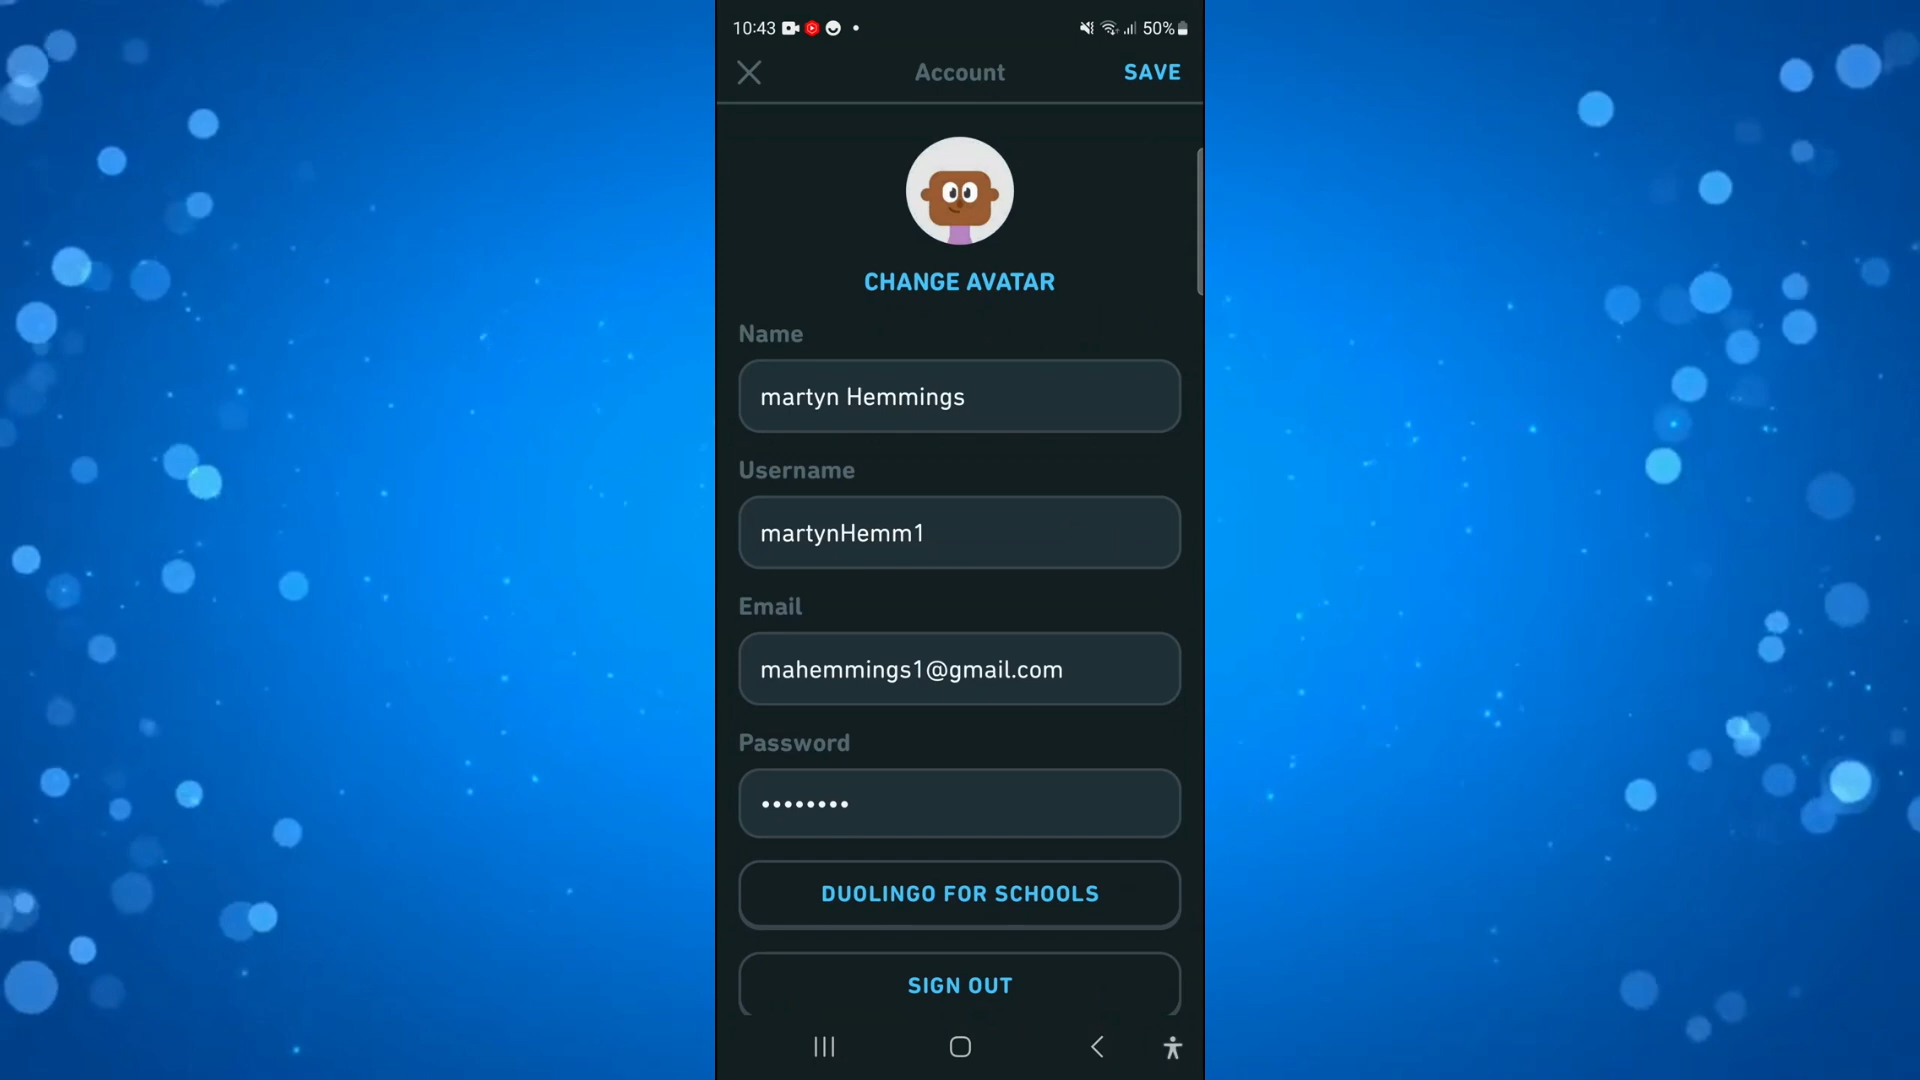 10:43 50%
Account SAVE
CHANGE AVATAR
Name
martyn Hemmings
Username
martynHemm1
Email
mahemmings1@gmail.com
Password
••••••••
DUOLINGO FOR SCHOOLS
SIGN OUT